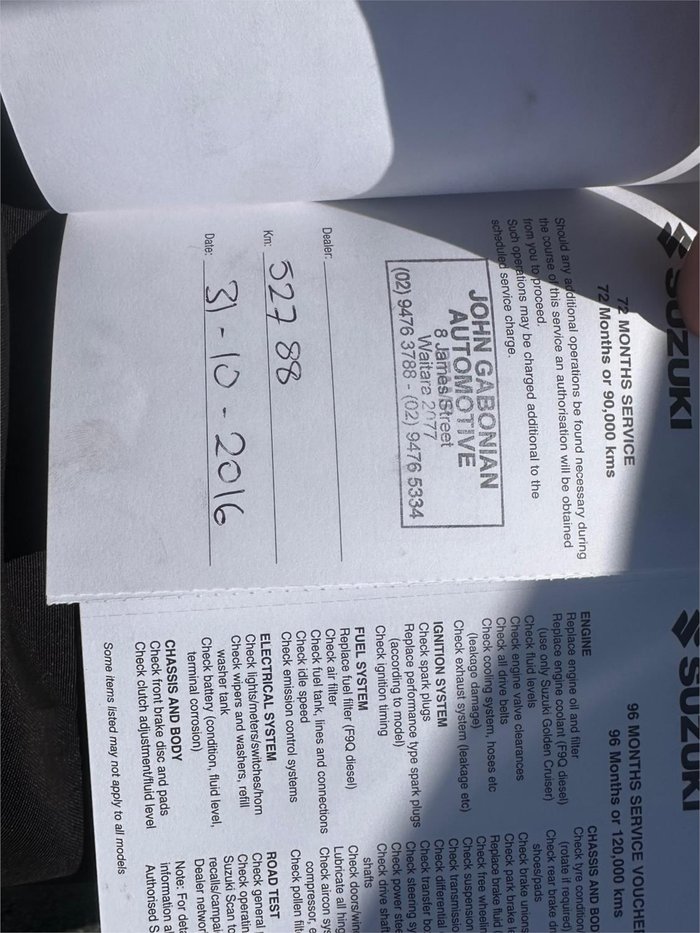 SUZUKI
72 MONTHS SERVICE
72 Months or 90,000 kms
Should any additional operations be found necessary during
the course of this service an authorisation will be obtained
from you to proceed.
Such operations may be charged additional to the
scheduled service charge.
JOHN GABONIAN
AUTOMOTIVE
8 James Street
Waitara 2077
(02) 9476 3788 - (02) 9476 5334
Dealer:
Km: 52788
Date: 31-10-2016
SUZUKI
96 MONTHS SERVICE VOUCHE
96 Months or 120,000 kms
ENGINE
Replace engine oil and filter
Replace engine coolant (F9Q diesel)
(use only Suzuki Golden Cruiser)
Check fluid levels
Check engine valve clearances
Check all drive belts
Check cooling system, hoses etc
(leakage damage)
Check exhaust system (leakage etc)
IGNITION SYSTEM
Check spark plugs
Replace performance type spark plugs
(according to model)
Check ignition timing
FUEL SYSTEM
Replace fuel filter (F9Q diesel)
Check air filter
Check fuel tank, lines and connections
Check idle speed
Check emission control systems
ELECTRICAL SYSTEM
Check lights/meters/switches/horn
Check wipers and washers, refill
washer tank
Check battery (condition, fluid level,
terminal corrosion)
CHASSIS AND BODY
Check front brake disc and pads
Check clutch adjustment/fluid level
CHASSIS AND BOD
Check tyre condition
(rotate if required)
Check rear brake dr
shoes/pads
Check brake unions
Check park brake le
Replace brake fluid
Check free wheeling
Check suspension
Check transmissio
Check differential
Check transfer bo
Check steering sy
Check power stee
Check drive shaft
shafts
Check doors/win
Lubricate all hing
Check aircon sys
compressor, e
Check pollen filt
ROAD TEST
Check general
Check operatin
Suzuki Scan to
recalls/campai
Dealer networ
Note: For deta
information a
Authorised S
Some items listed may not apply to all models